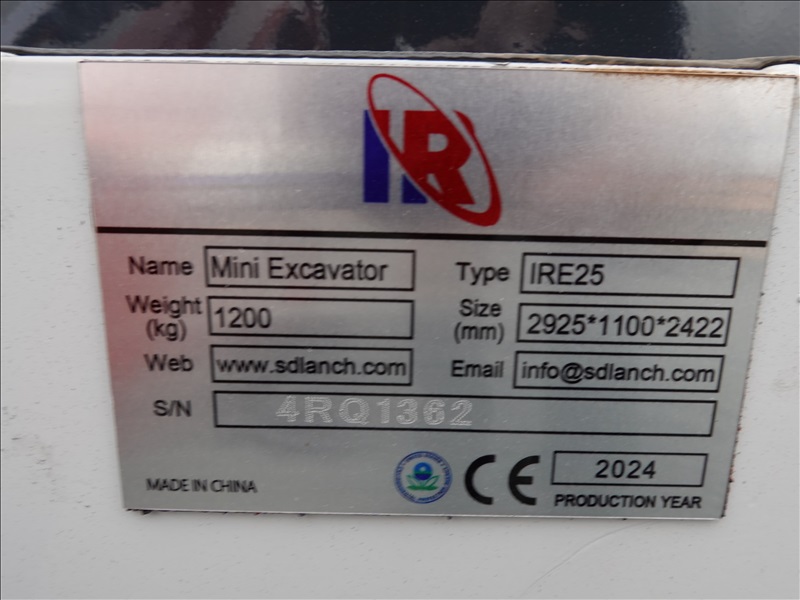 IR
Name Mini Excavator Type IRE25
Weight (kg) 1200 Size (mm) 2925*1100*2422
Web www.sdlanch.com Email info@sdlanch.com
S/N 4RQ1362
MADE IN CHINA CE 2024
PRODUCTION YEAR